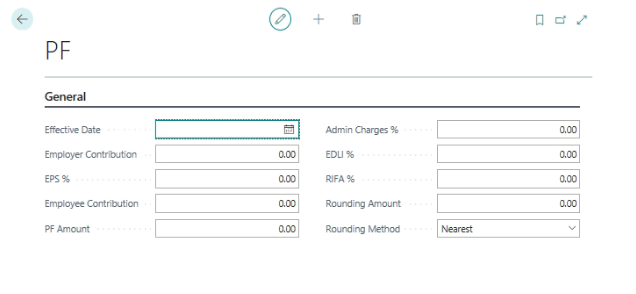 PF
General
Effective Date
Employer Contribution 0.00
EPS % 0.00
Employee Contribution 0.00
PF Amount 0.00
Admin Charges % 0.00
EDLI % 0.00
RIFA % 0.00
Rounding Amount 0.00
Rounding Method Nearest